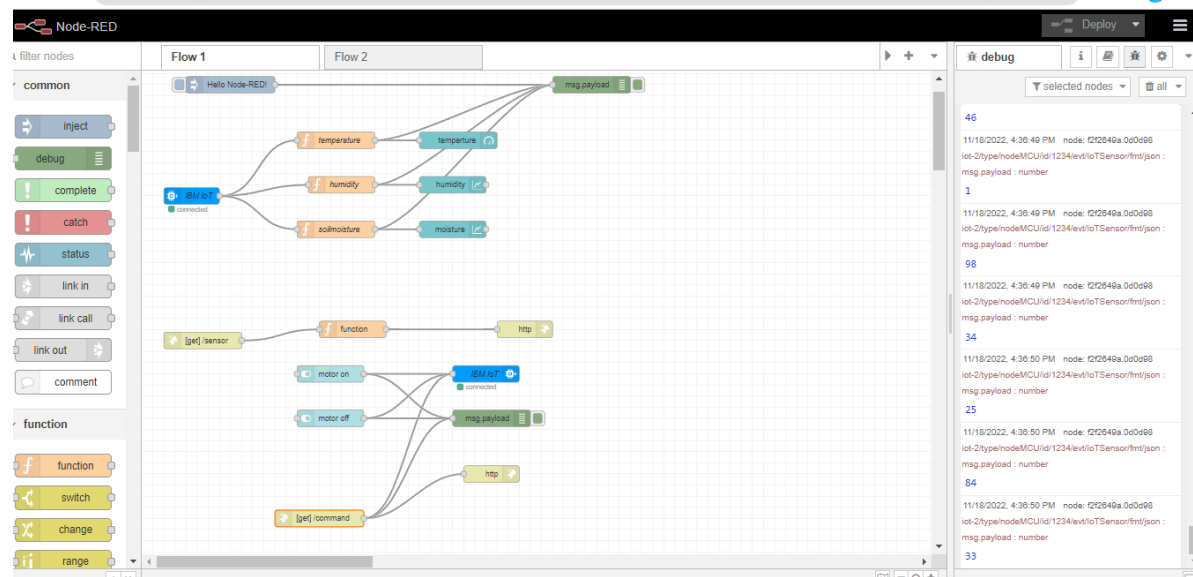 Node-RED
Deploy
filter nodes
Flow 1
Flow 2
debug
i
common
inject
debug
complete
catch
status
link in
link call
link out
comment
function
function
switch
change
range
Hello Node-RED!
msg.payload
temperature
temperture
IBM IoT
connected
humidity
humidity
soilmoisture
moisture
[get] /sensor
function
http
motor on
IBM IoT
connected
motor off
msg.payload
http
[get] /command
selected nodes
all
46
11/18/2022, 4:36:49 PM node: f2f2649a.0d0d98
iot-2/type/nodeMCU/id/1234/evt/IoTSensor/fmt/json :
msg.payload : number
1
11/18/2022, 4:36:49 PM node: f2f2649a.0d0d98
iot-2/type/nodeMCU/id/1234/evt/IoTSensor/fmt/json :
msg.payload : number
98
11/18/2022, 4:36:49 PM node: f2f2649a.0d0d98
iot-2/type/nodeMCU/id/1234/evt/IoTSensor/fmt/json :
msg.payload : number
34
11/18/2022, 4:36:50 PM node: f2f2649a.0d0d98
iot-2/type/nodeMCU/id/1234/evt/IoTSensor/fmt/json :
msg.payload : number
25
11/18/2022, 4:36:50 PM node: f2f2649a.0d0d98
iot-2/type/nodeMCU/id/1234/evt/IoTSensor/fmt/json :
msg.payload : number
84
11/18/2022, 4:36:50 PM node: f2f2649a.0d0d98
iot-2/type/nodeMCU/id/1234/evt/IoTSensor/fmt/json :
msg.payload : number
33